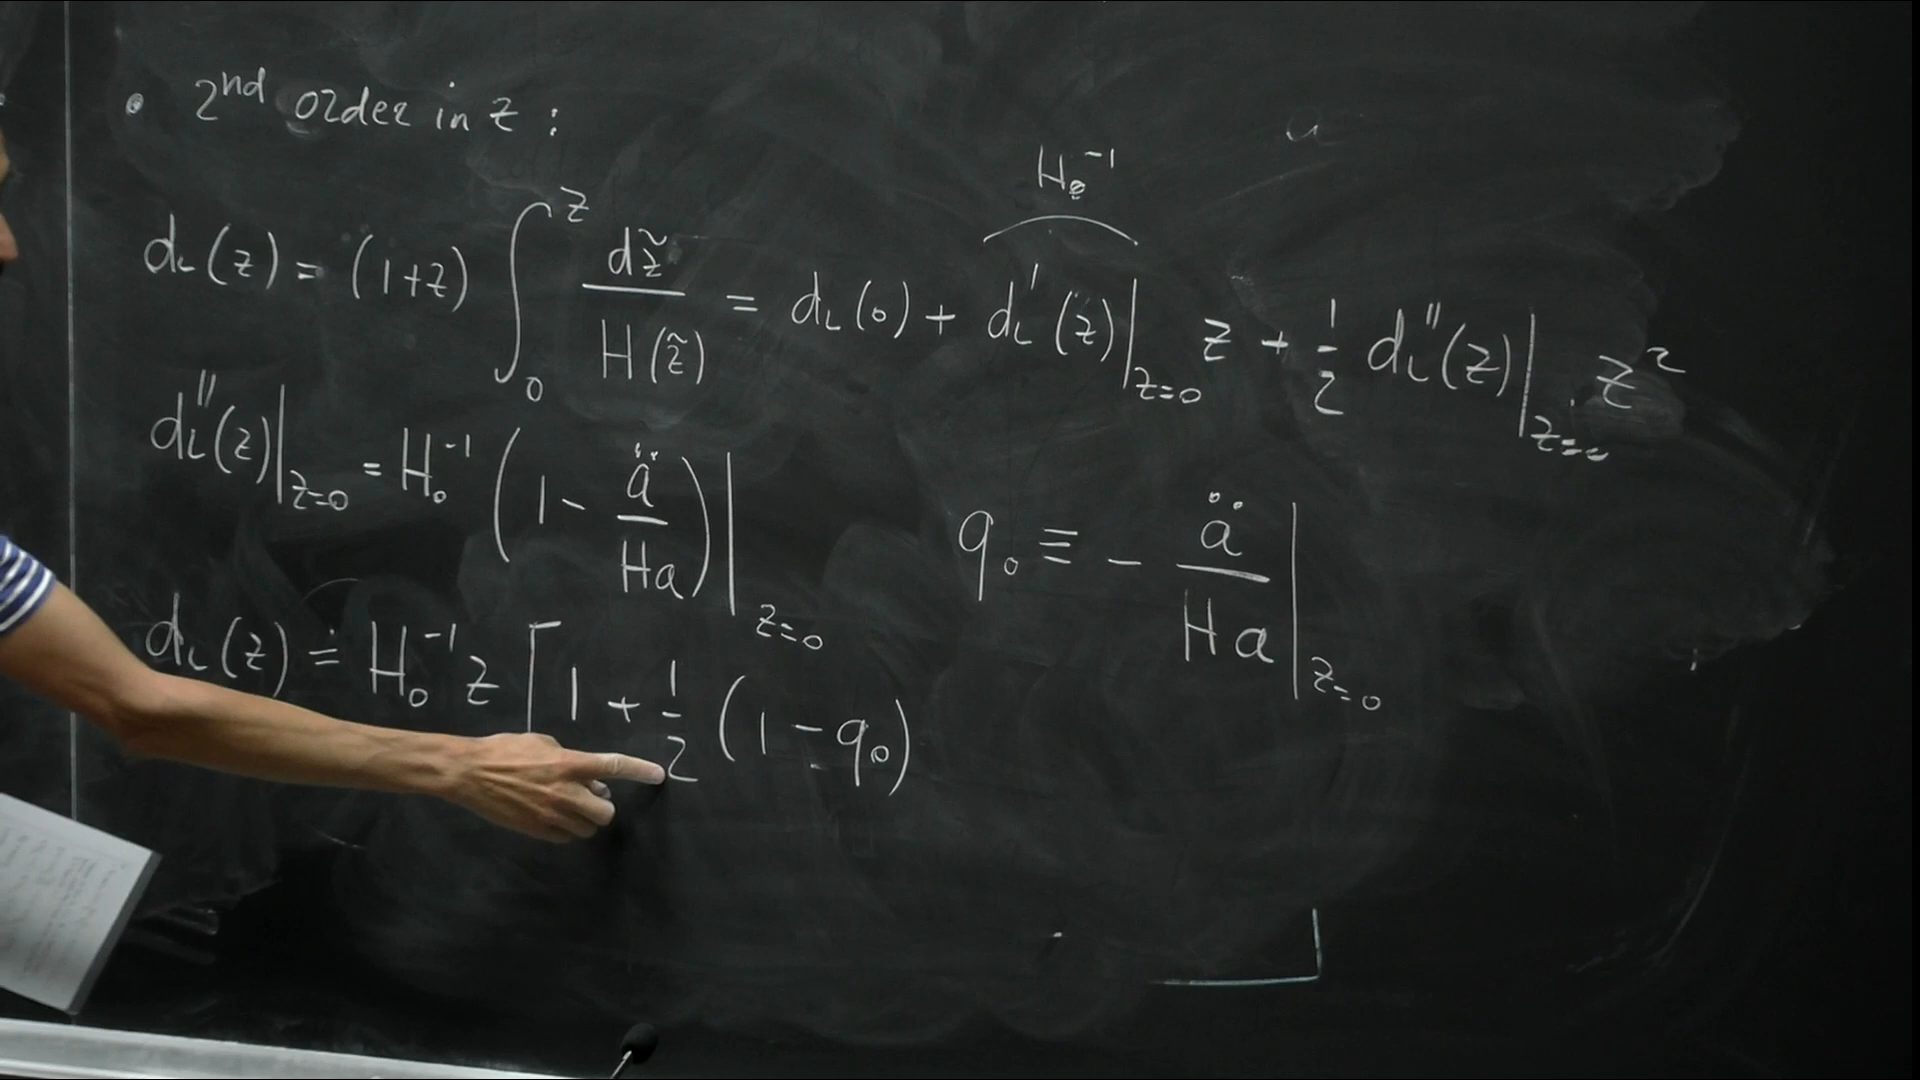 • 2nd order in z :
H₀⁻¹
d_L(z) = (1+z) ∫₀^z dz̃ / H(z̃) = d_L(0) + d_L'(z)|_{z=0} z + 1/2 d_L''(z)|_{z=0} z²
d_L''(z)|_{z=0} = H₀⁻¹ (1 - ä / Ha)|_{z=0}
q₀ ≡ - ä / Ha|_{z=0}
d_L(z) = H₀⁻¹ z [1 + 1/2 (1 - q₀)